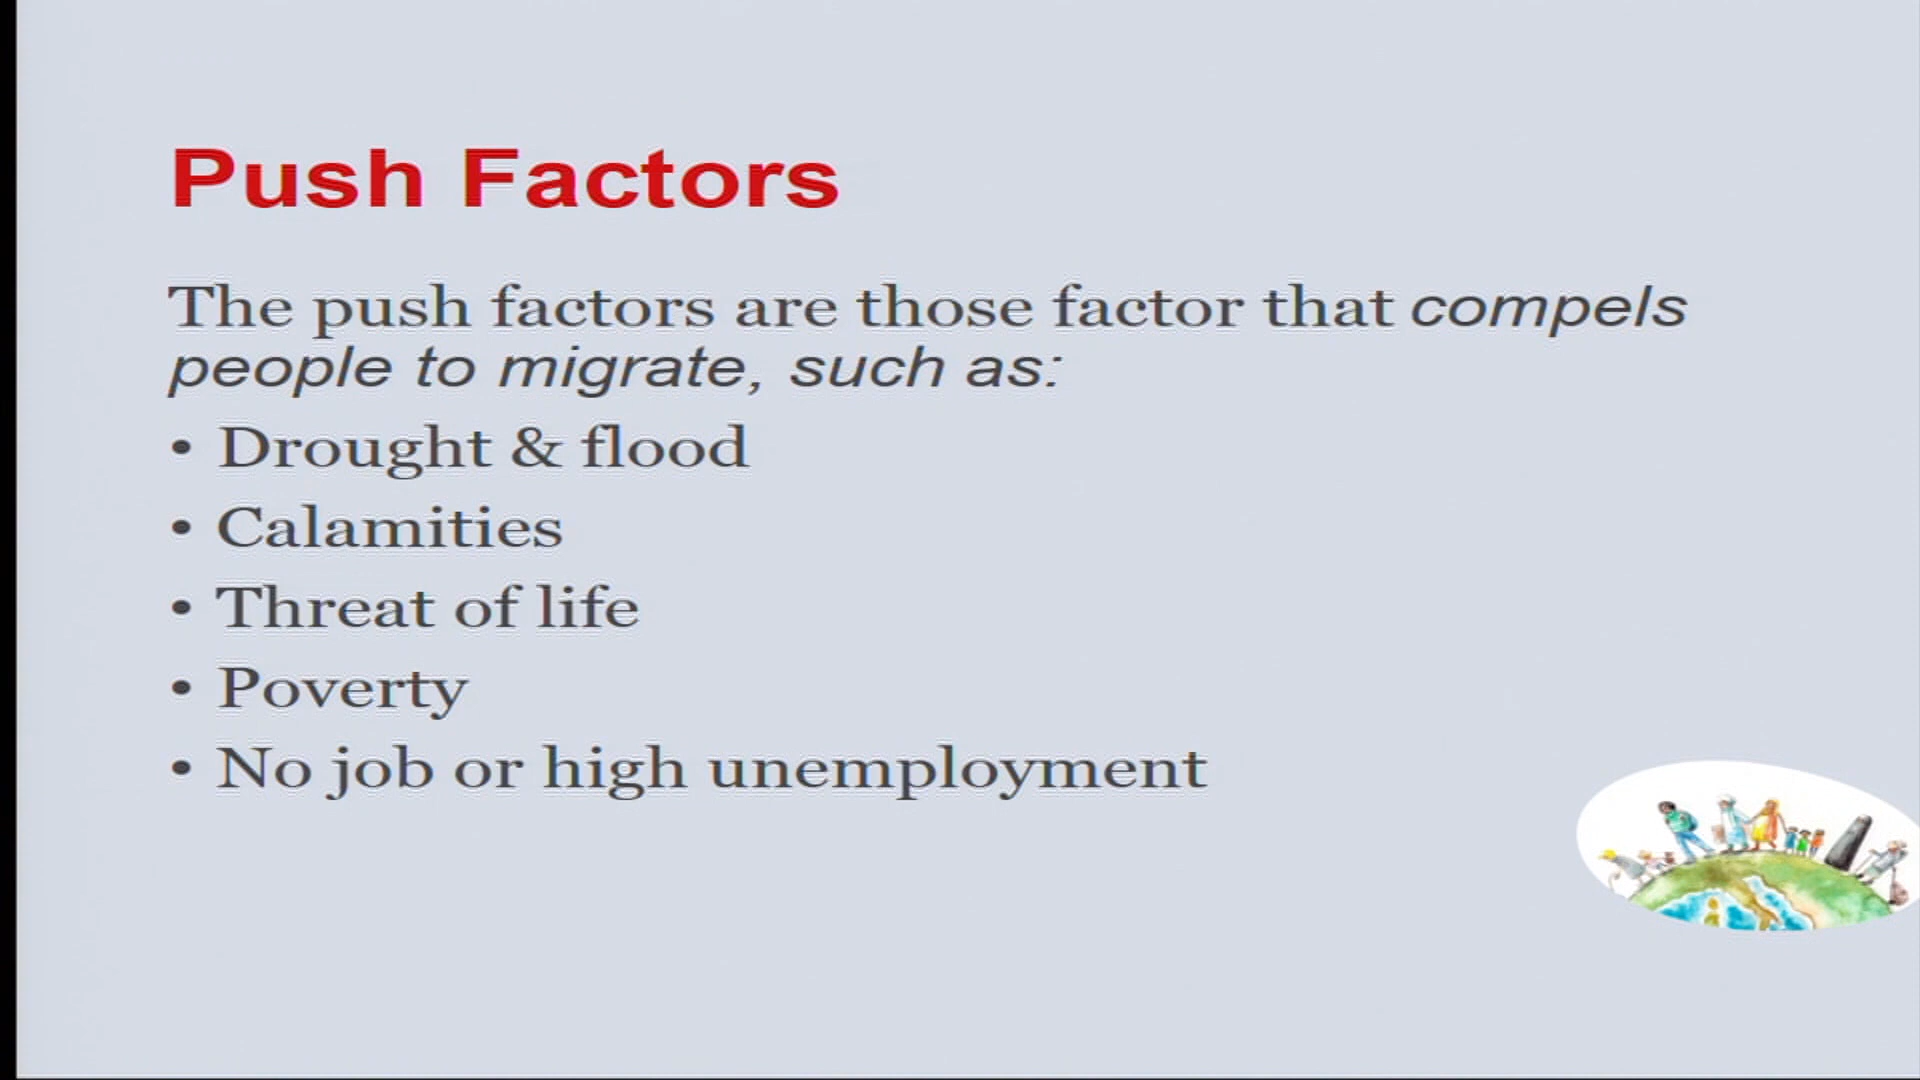 Push Factors
The push factors are those factor that compels
people to migrate, such as:
• Drought & flood
• Calamities
• Threat of life
• Poverty
• No job or high unemployment